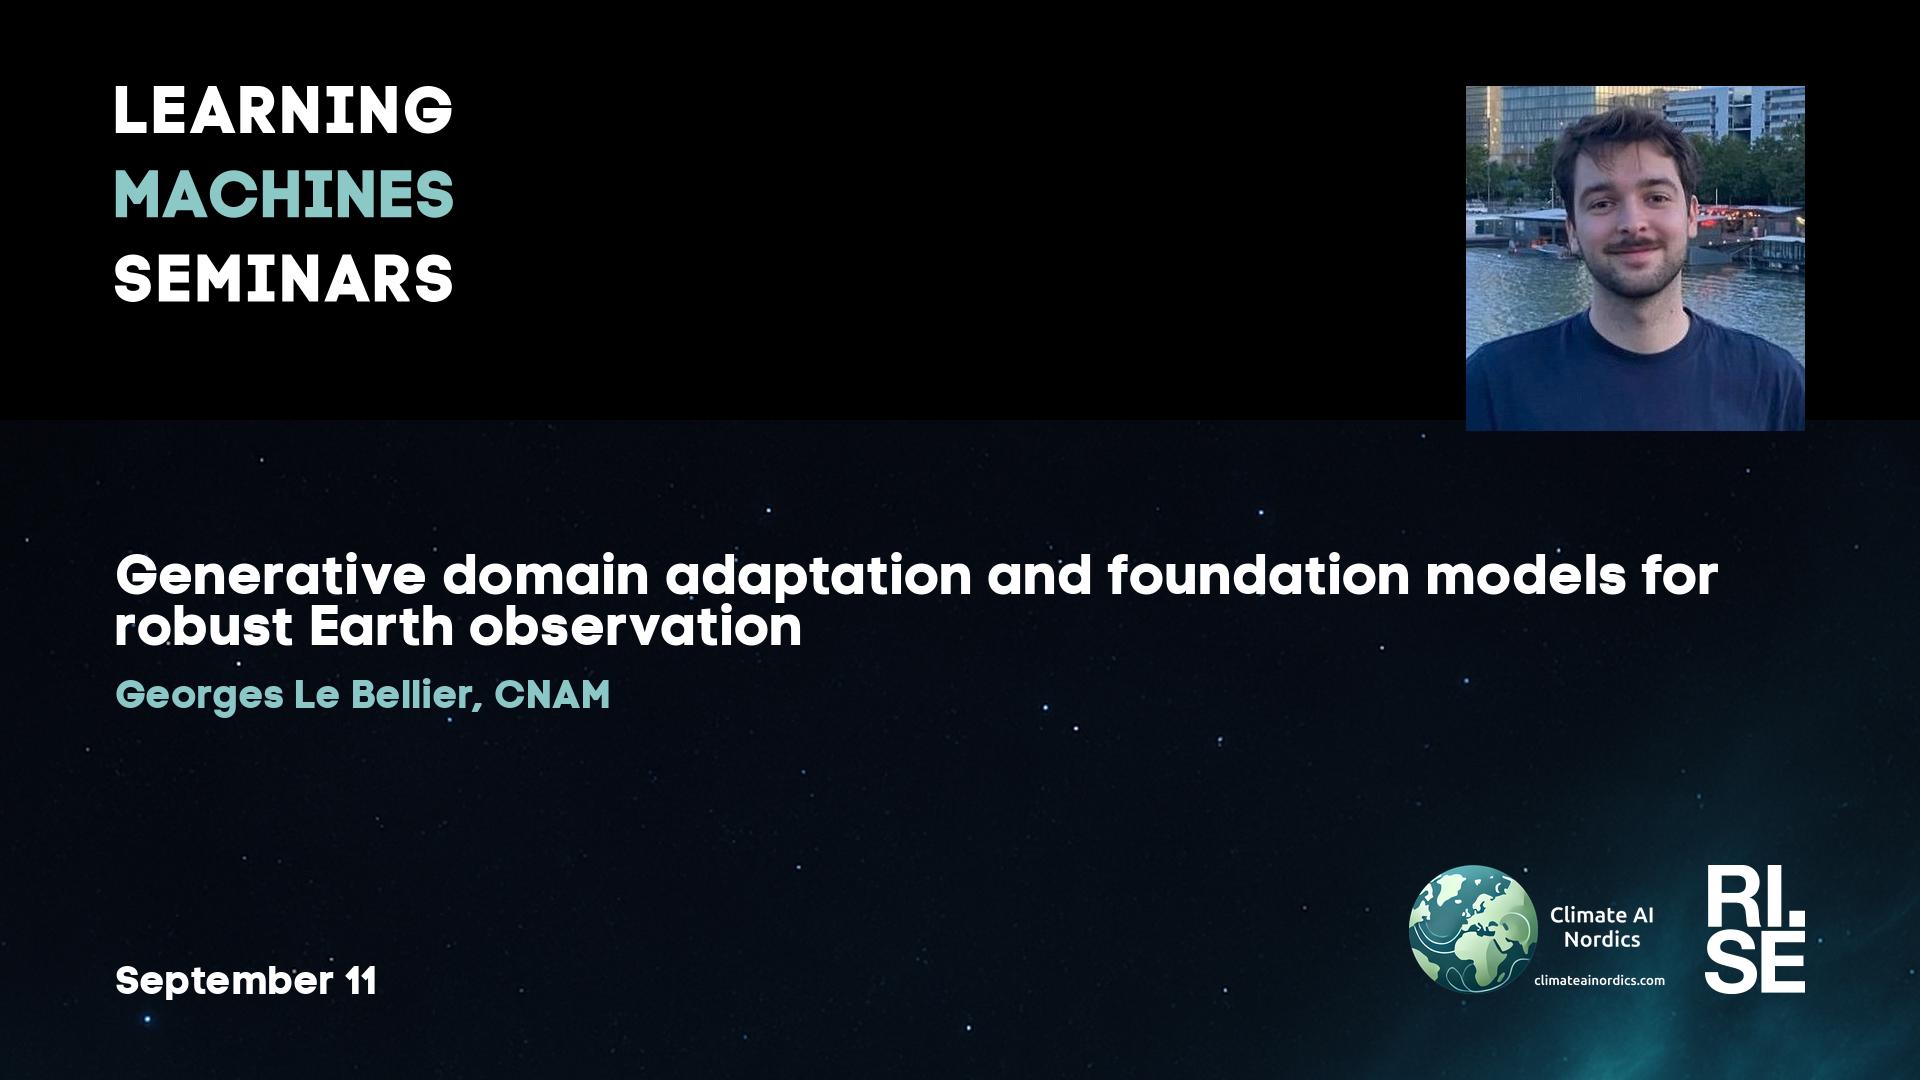 LEARNING
MACHINES
SEMINARS
Generative domain adaptation and foundation models for
robust Earth observation
Georges Le Bellier, CNAM
September 11
Climate AI
Nordics
climateainordics.com
RI.
SE